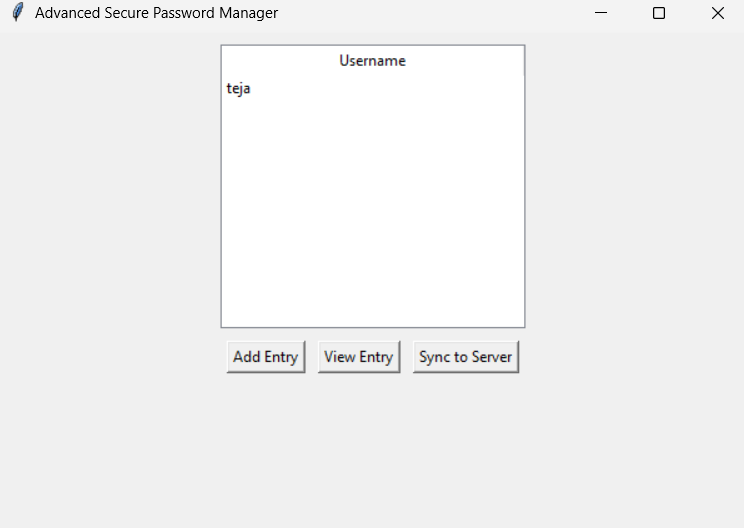 Advanced Secure Password Manager
Username
teja
Add Entry View Entry Sync to Server